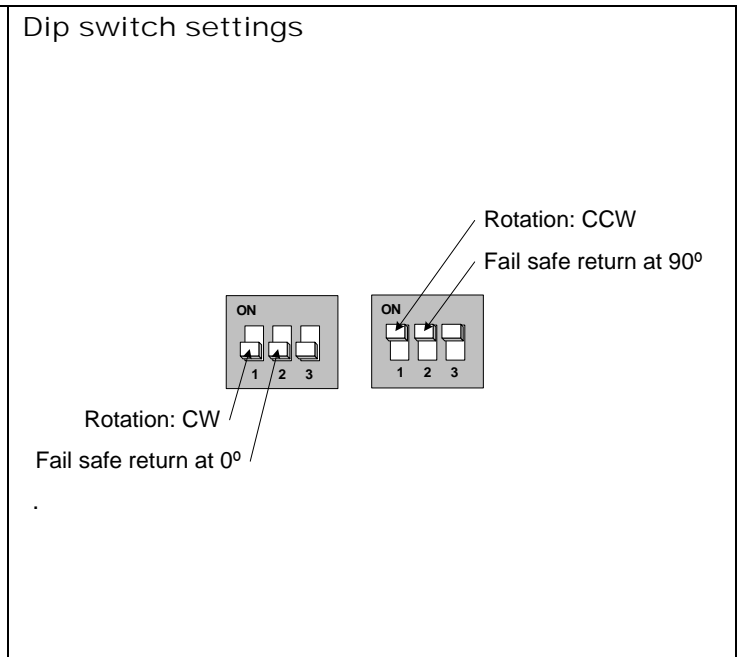 Dip switch settings
Rotation: CCW
Fail safe return at 90º
ON
1 2 3
ON
1 2 3
Rotation: CW
Fail safe return at 0º
.